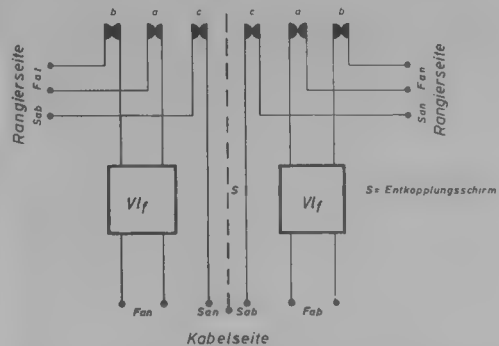 b a c c a b
Rangierseite
Fat
Sab
Fan
San
Rangierseite
S
Vlf
Vlf
S= Entkopplungsschirm
Fan San Sab Fab
Kabelseite